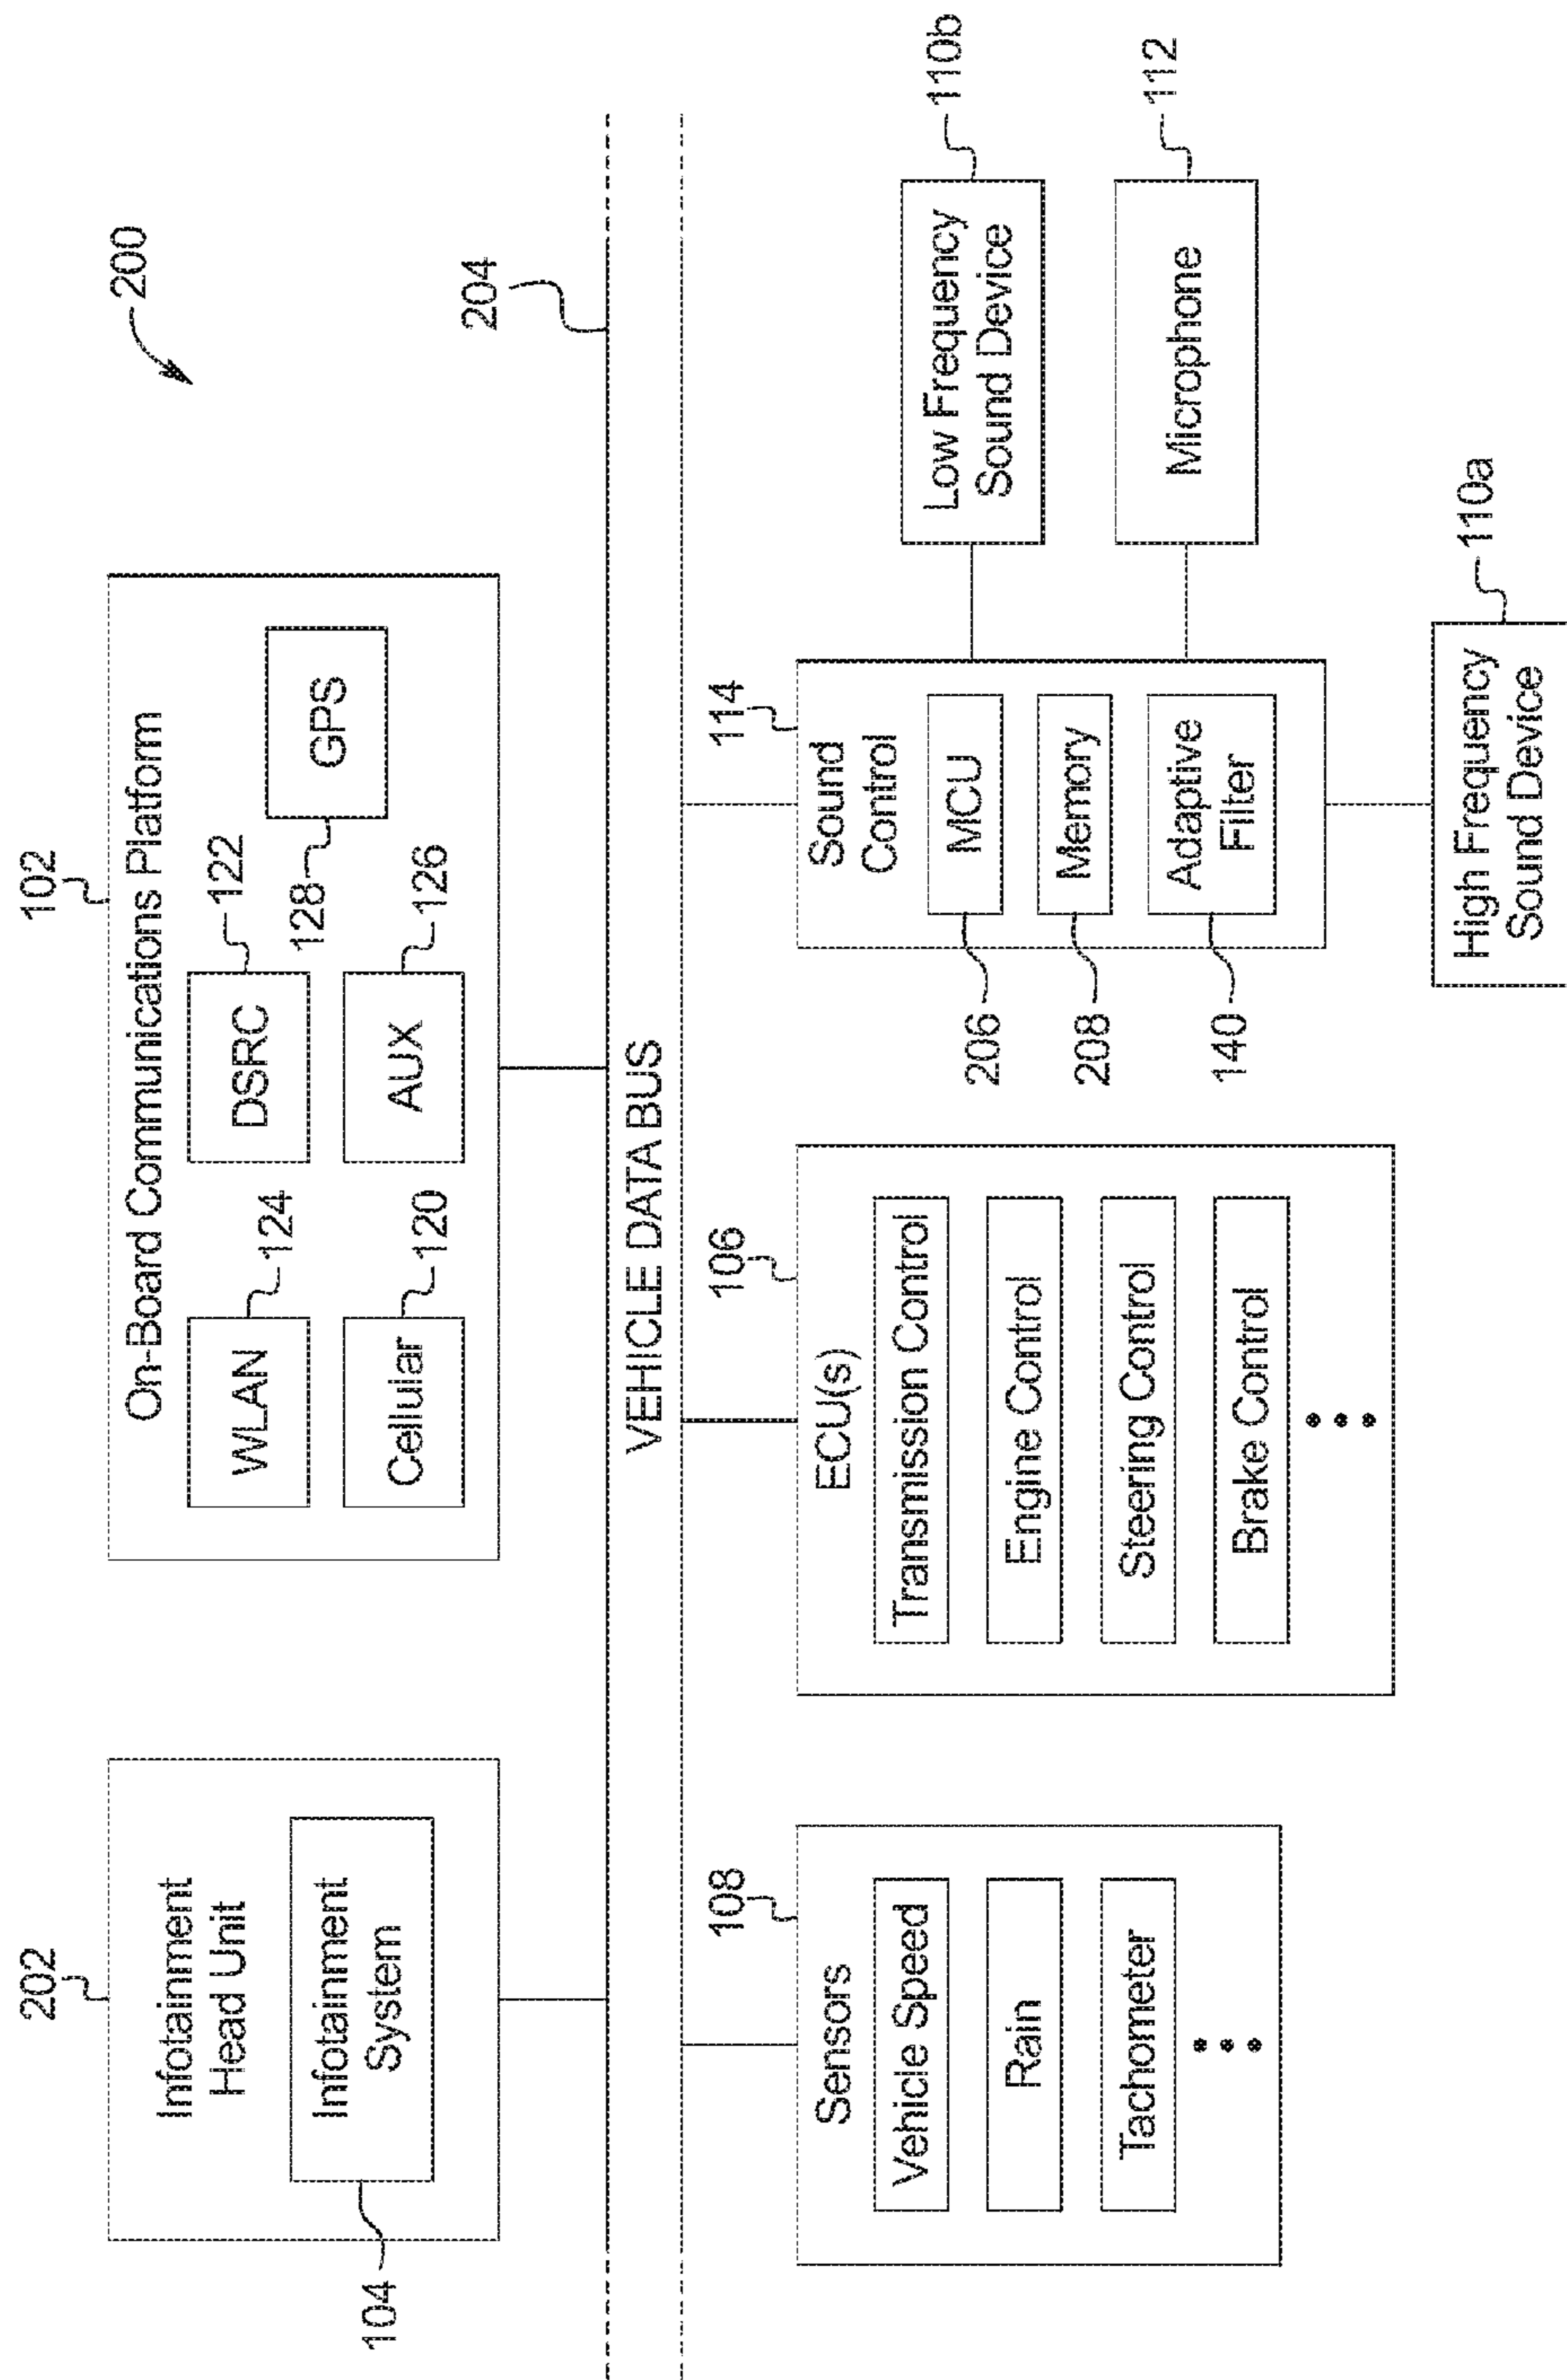 200
202
Infotainment
Head Unit
Infotainment
System
104
102
On-Board Communications Platform
WLAN
124
DSRC
122
Cellular
120
AUX
126
GPS
128
204
VEHICLE DATA BUS
108
Sensors
Vehicle Speed
Rain
Tachometer
106
ECU(s)
Transmission Control
Engine Control
Steering Control
Brake Control
114
Sound
Control
MCU
206
Memory
208
Adaptive
Filter
140
Low Frequency
Sound Device
110b
Microphone
112
High Frequency
Sound Device
110a